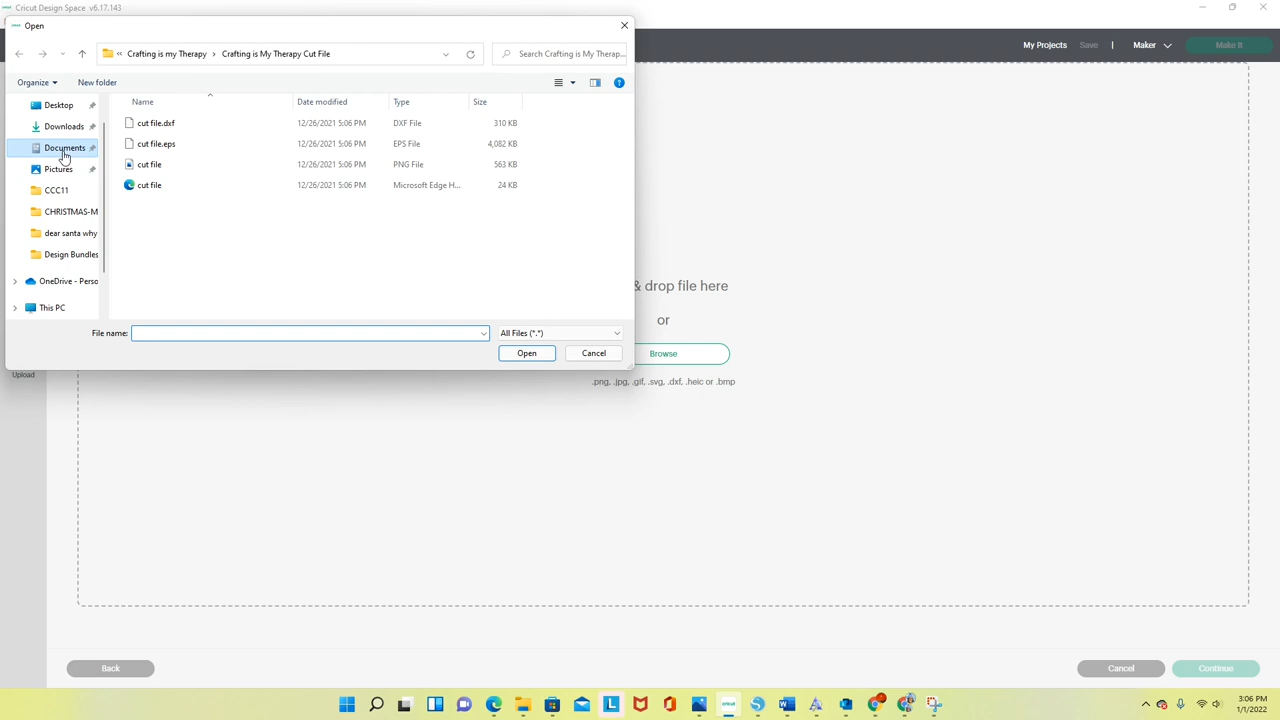 Cricut Design Space v6.17.143
Open
« Crafting is my Therapy > Crafting is My Therapy Cut File
Search Crafting is My Therap...
My Projects Save | Maker Make It
Organize New folder
Name Date modified Type Size
Desktop
Downloads
Documents
Pictures
CCC11
CHRISTMAS-M
dear santa why
Design Bundles
OneDrive - Perso
This PC
cut file.dxf 12/26/2021 5:06 PM DXF File 310 KB
cut file.eps 12/26/2021 5:06 PM EPS File 4,082 KB
cut file 12/26/2021 5:06 PM PNG File 563 KB
cut file 12/26/2021 5:06 PM Microsoft Edge H... 24 KB
File name: All Files (*.*)
Open Cancel
Upload
& drop file here
or
Browse
.png, .jpg, .gif, .svg, .dxf, .heic or .bmp
Back Cancel Continue
3:06 PM
1/1/2022